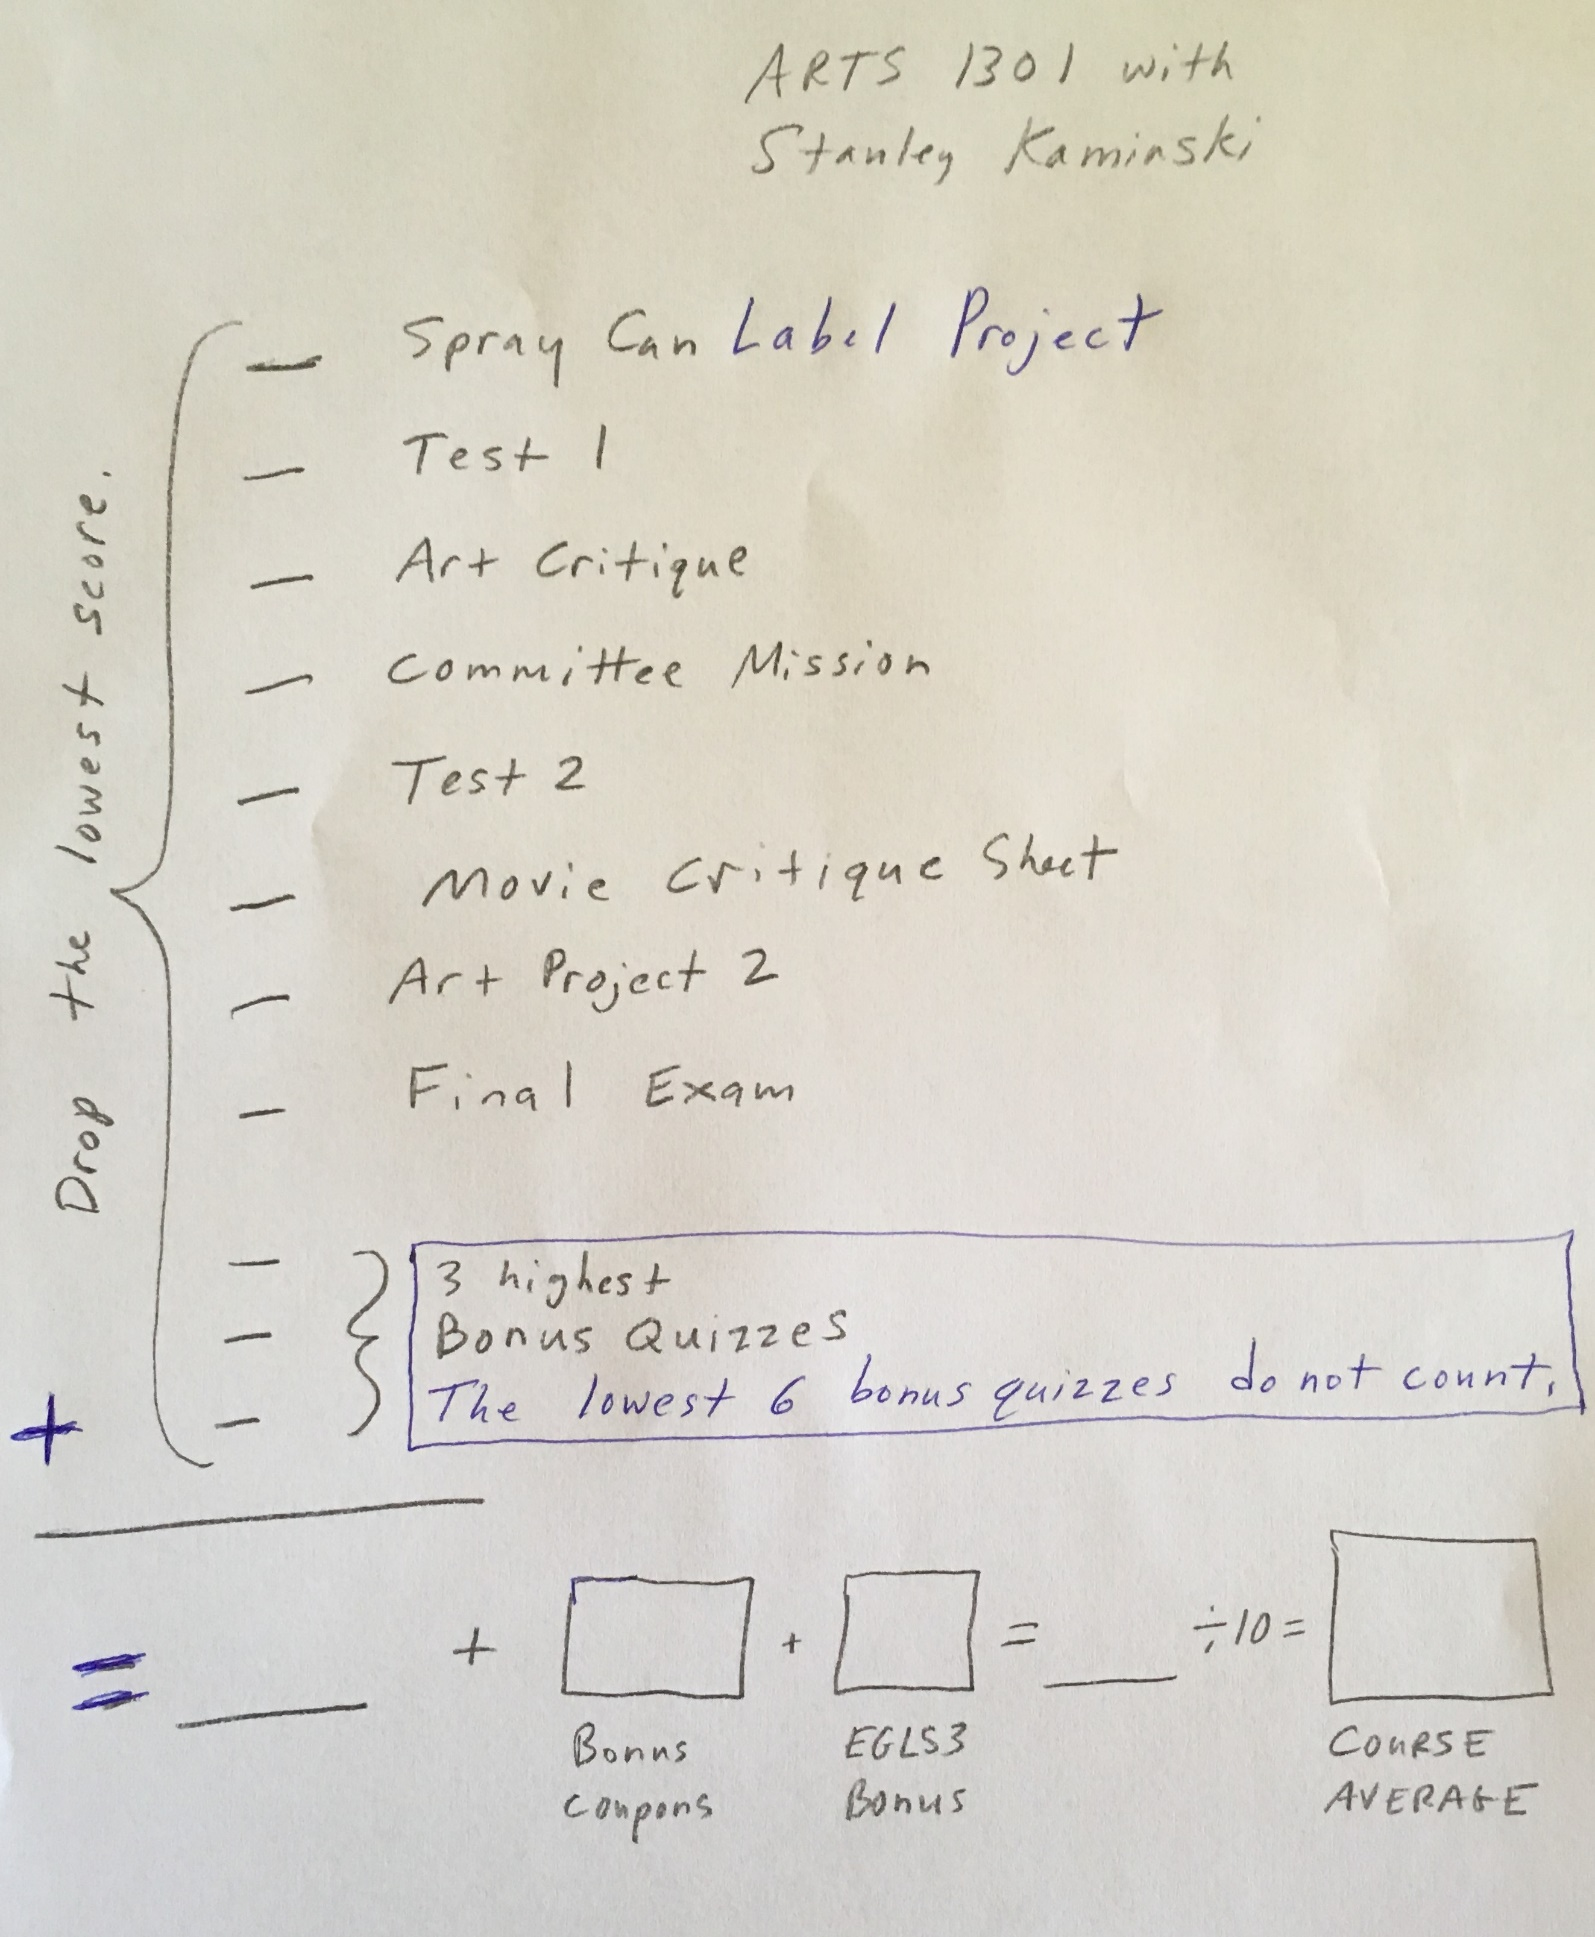 ARTS 1301 with
Stanley Kaminski
Drop the lowest score.
— Spray Can Label Project
— Test 1
— Art Critique
— Committee Mission
— Test 2
— Movie Critique Sheet
— Art Project 2
— Final Exam
— 3 highest
— Bonus Quizzes
+ — The lowest 6 bonus quizzes do not count.
= ___ + + = ___ ÷10 =
Bonus EGLS3 COURSE
Coupons Bonus AVERAGE